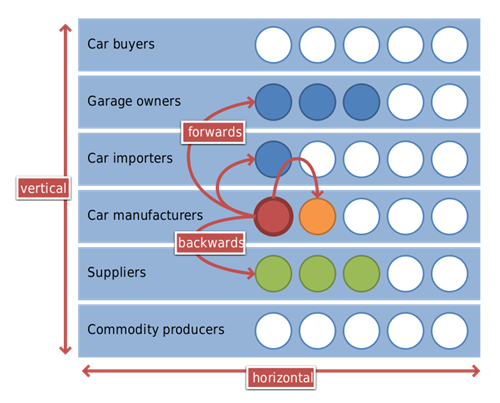 Car buyers
Garage owners
forwards
Car importers
vertical
Car manufacturers
backwards
Suppliers
Commodity producers
horizontal